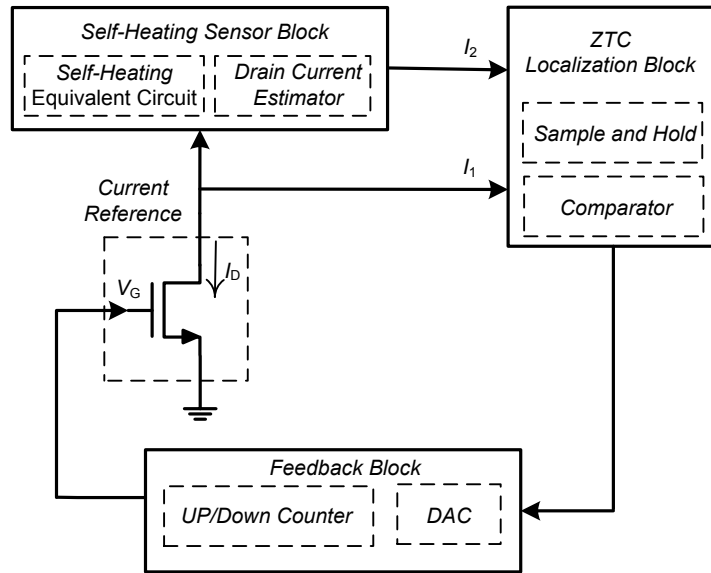 Self-Heating Sensor Block
Self-Heating
Equivalent Circuit
Drain Current
Estimator
I2
ZTC
Localization Block
Sample and Hold
Comparator
I1
Current
Reference
ID
VG
Feedback Block
UP/Down Counter
DAC